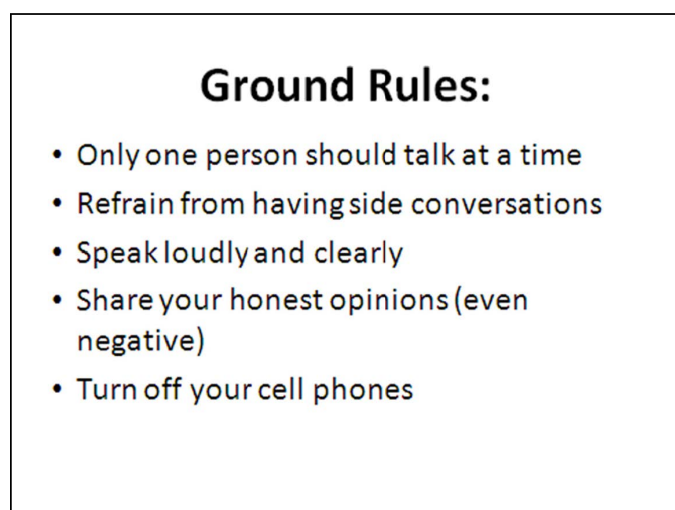 Ground Rules:
• Only one person should talk at a time
• Refrain from having side conversations
• Speak loudly and clearly
• Share your honest opinions (even
negative)
• Turn off your cell phones